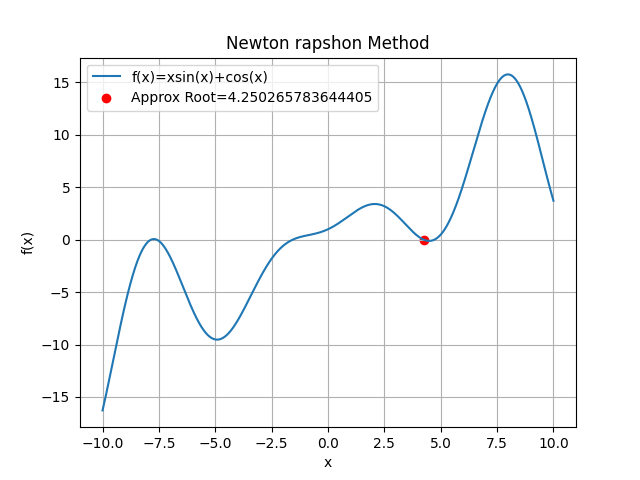 Newton rapshon Method
f(x)=xsin(x)+cos(x)
Approx Root=4.250265783644405
15
10
5
0
−5
−10
−15
f(x)
−10.0 −7.5 −5.0 −2.5 0.0 2.5 5.0 7.5 10.0
x